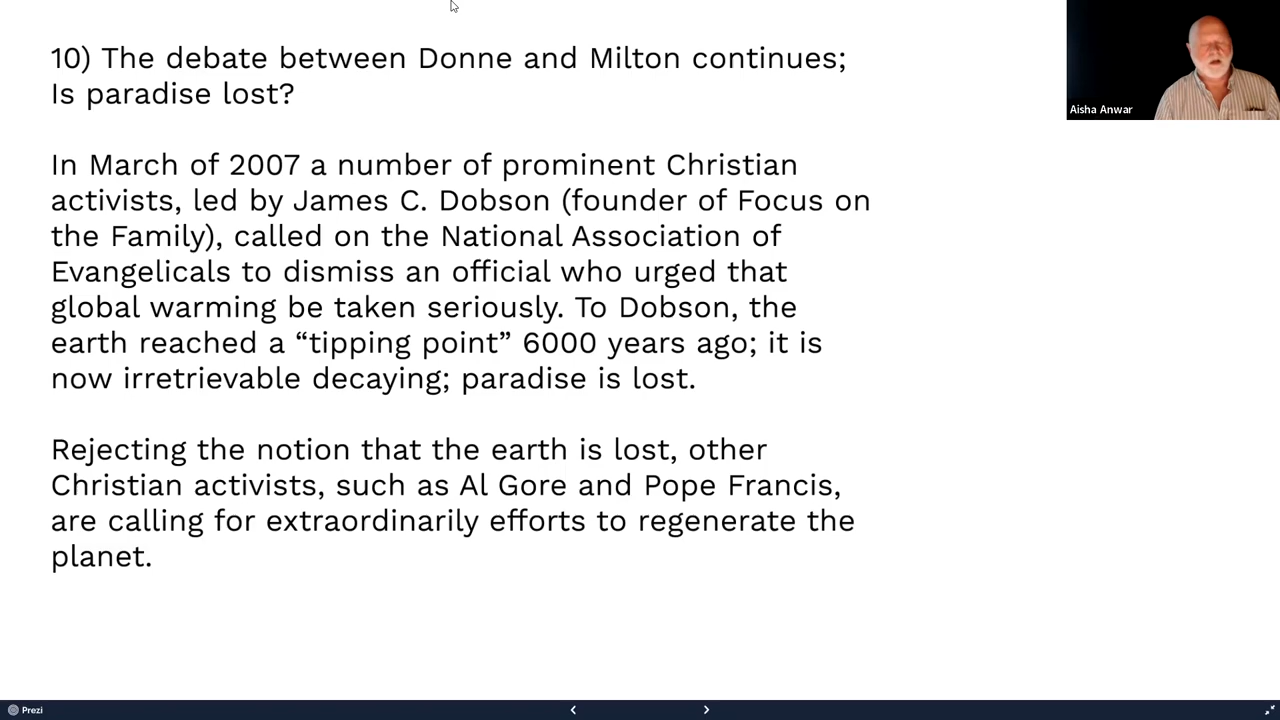 10) The debate between Donne and Milton continues;
Is paradise lost?
In March of 2007 a number of prominent Christian
activists, led by James C. Dobson (founder of Focus on
the Family), called on the National Association of
Evangelicals to dismiss an official who urged that
global warming be taken seriously. To Dobson, the
earth reached a “tipping point” 6000 years ago; it is
now irretrievable decaying; paradise is lost.
Rejecting the notion that the earth is lost, other
Christian activists, such as Al Gore and Pope Francis,
are calling for extraordinarily efforts to regenerate the
planet.
Aisha Anwar
Prezi